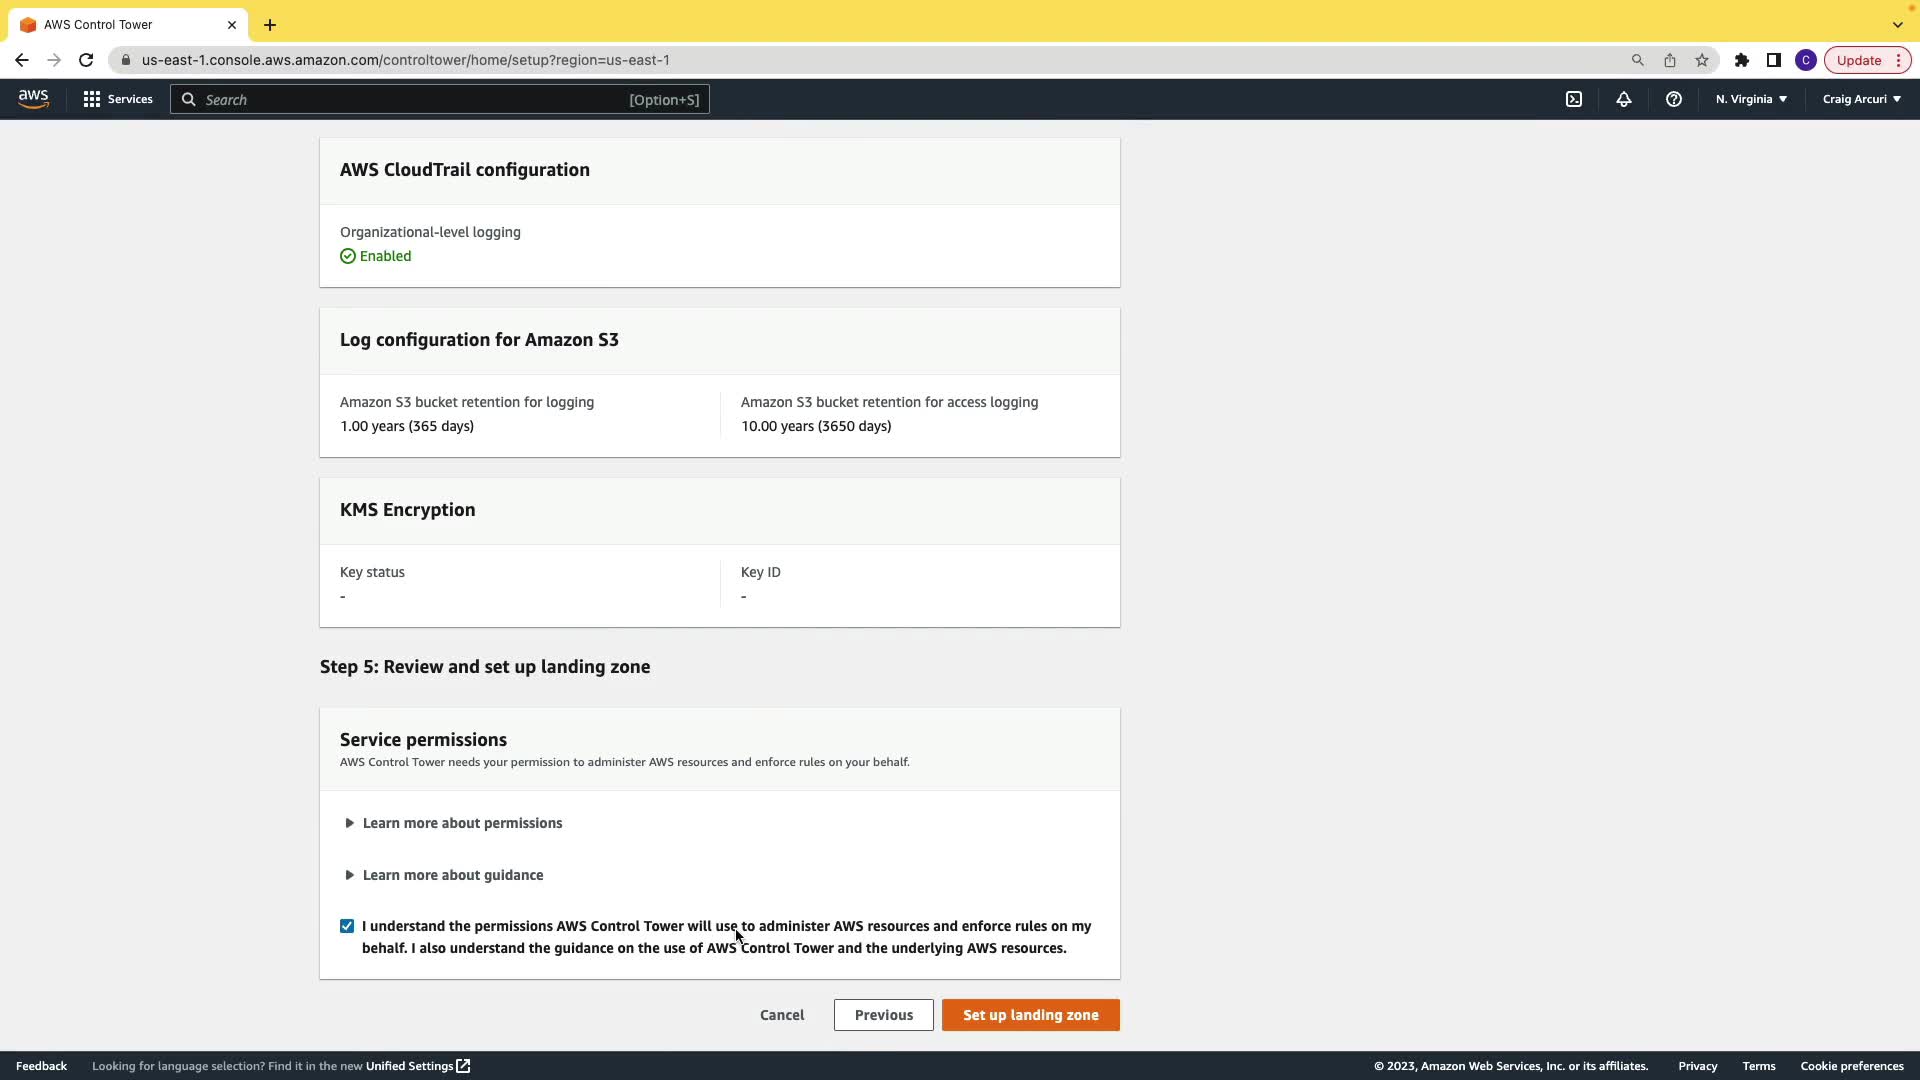 AWS Control Tower
us-east-1.console.aws.amazon.com/controltower/home/setup?region=us-east-1
C
Update
aws
Services
Search
[Option+S]
N. Virginia
Craig Arcuri
AWS CloudTrail configuration
Organizational-level logging
Enabled
Log configuration for Amazon S3
Amazon S3 bucket retention for logging
1.00 years (365 days)
Amazon S3 bucket retention for access logging
10.00 years (3650 days)
KMS Encryption
Key status
-
Key ID
-
Step 5: Review and set up landing zone
Service permissions
AWS Control Tower needs your permission to administer AWS resources and enforce rules on your behalf.
Learn more about permissions
Learn more about guidance
I understand the permissions AWS Control Tower will use to administer AWS resources and enforce rules on my
behalf. I also understand the guidance on the use of AWS Control Tower and the underlying AWS resources.
Cancel
Previous
Set up landing zone
Feedback
Looking for language selection? Find it in the new Unified Settings
© 2023, Amazon Web Services, Inc. or its affiliates.
Privacy
Terms
Cookie preferences